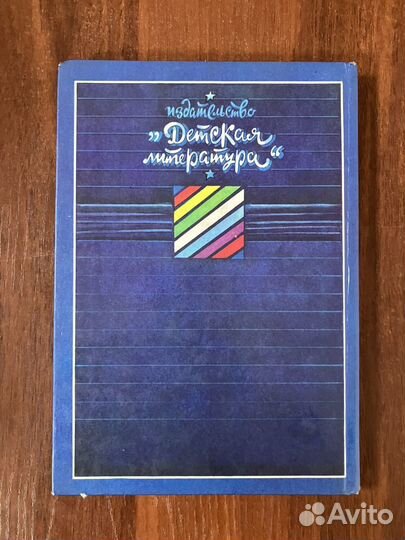 издательство
„Детская
литература“
Avito